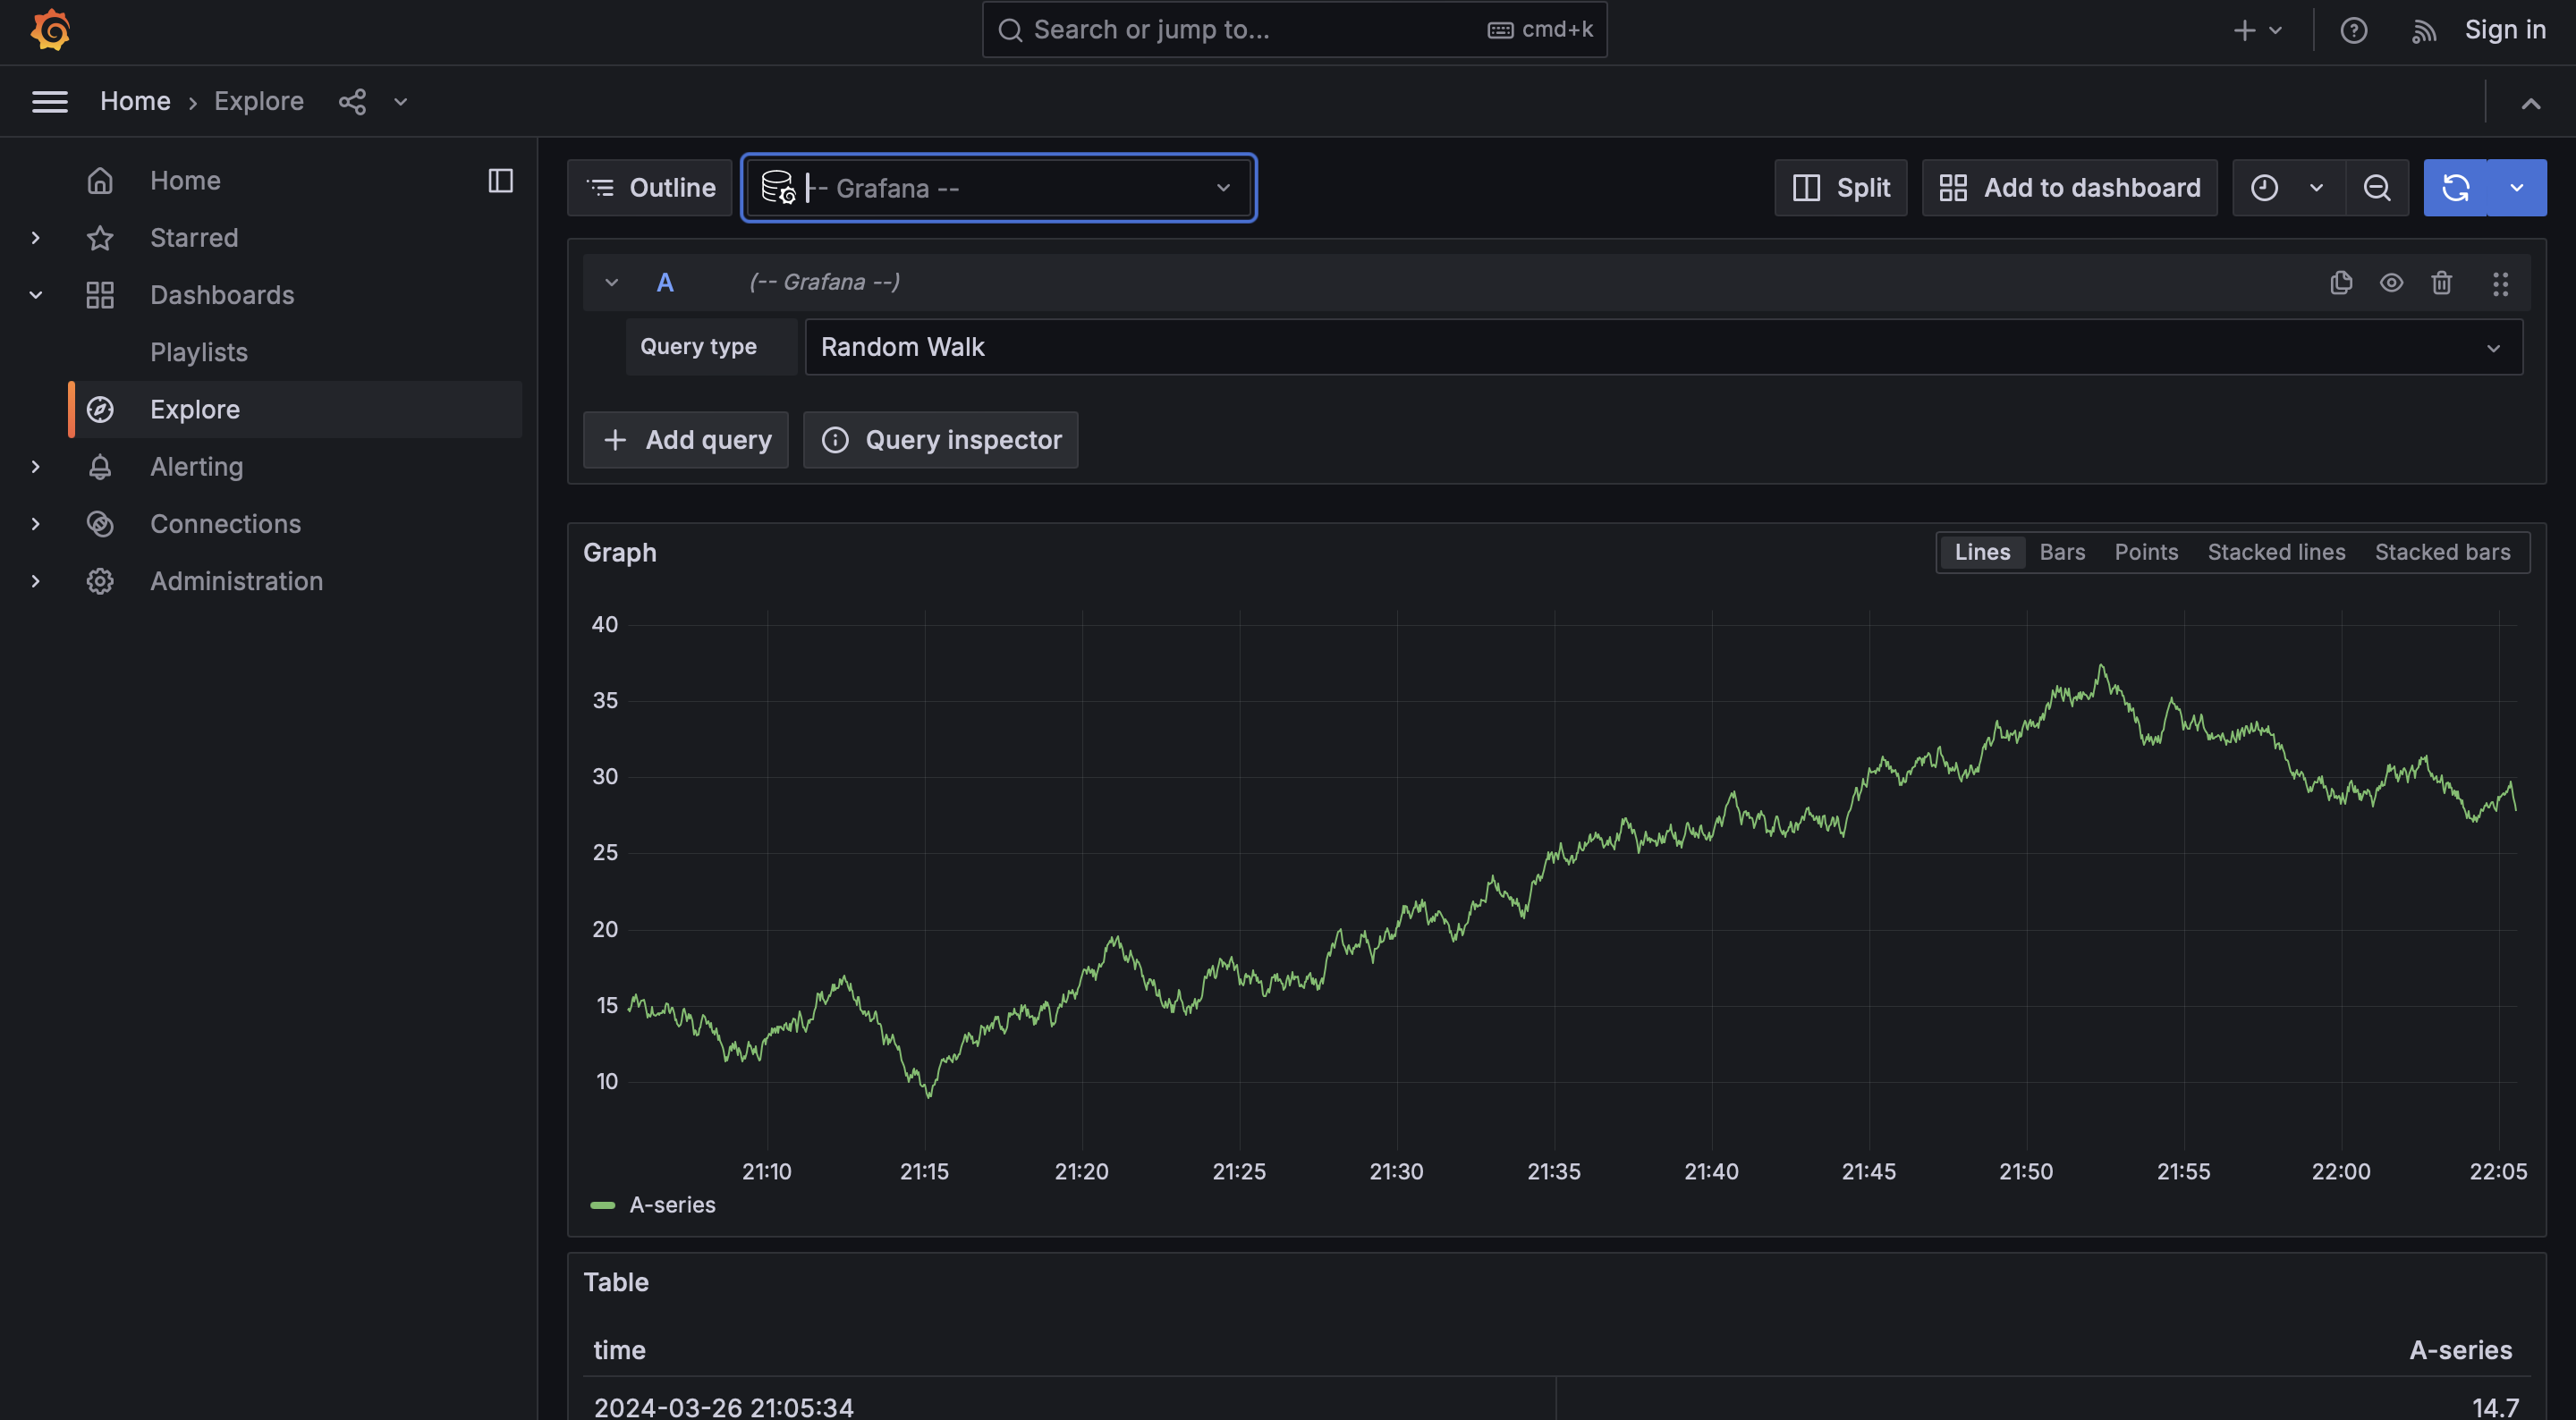 Search or jump to... cmd+k
Sign in
Home › Explore
Home
Starred
Dashboards
Playlists
Explore
Alerting
Connections
Administration
Outline
-- Grafana --
Split
Add to dashboard
A (-- Grafana --)
Query type Random Walk
Add query
Query inspector
Graph
Lines Bars Points Stacked lines Stacked bars
40
35
30
25
20
15
10
21:10 21:15 21:20 21:25 21:30 21:35 21:40 21:45 21:50 21:55 22:00 22:05
A-series
Table
time A-series
2024-03-26 21:05:34 14.7